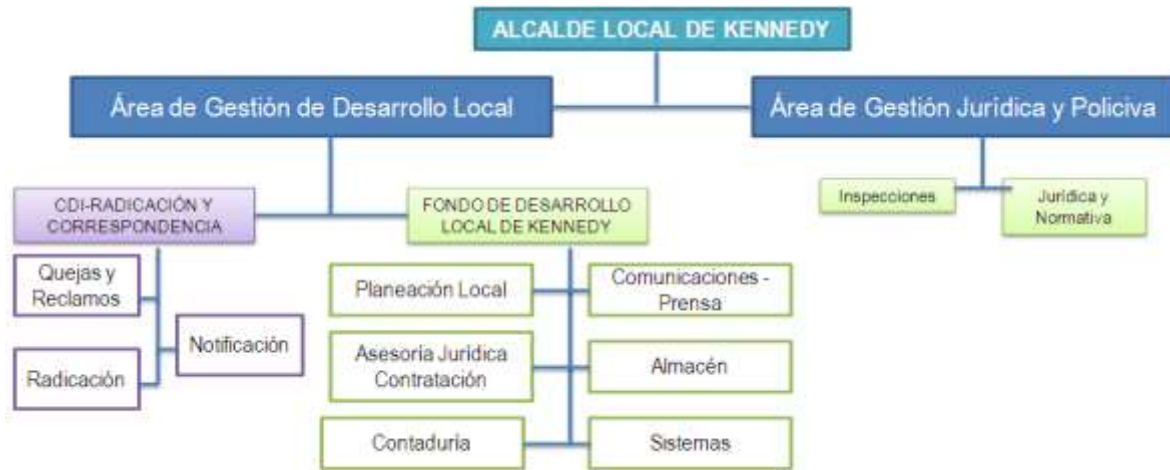 ALCALDE LOCAL DE KENNEDY
Área de Gestión de Desarrollo Local
Área de Gestión Jurídica y Policiva
CDI-RADICACIÓN Y
CORRESPONDENCIA
FONDO DE DESARROLLO
LOCAL DE KENNEDY
Inspecciones
Jurídica y
Normativa
Quejas y
Reclamos
Notificación
Radicación
Planeación Local
Comunicaciones -
Prensa
Asesoría Jurídica
Contratación
Almacén
Contaduría
Sistemas